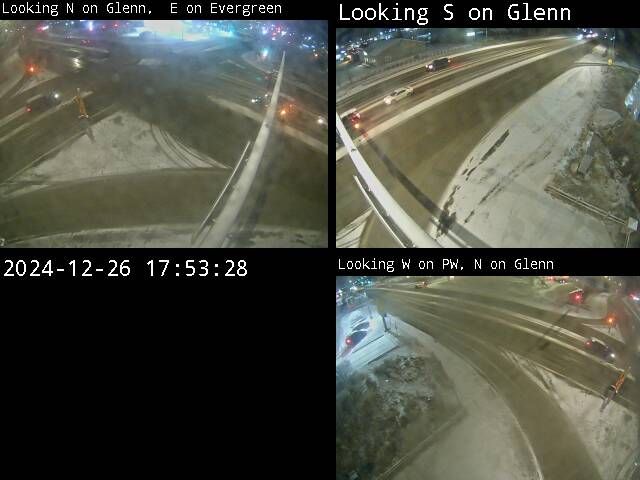 Looking N on Glenn, E on Evergreen
Looking S on Glenn
2024-12-26 17:53:28
Looking W on PW, N on Glenn